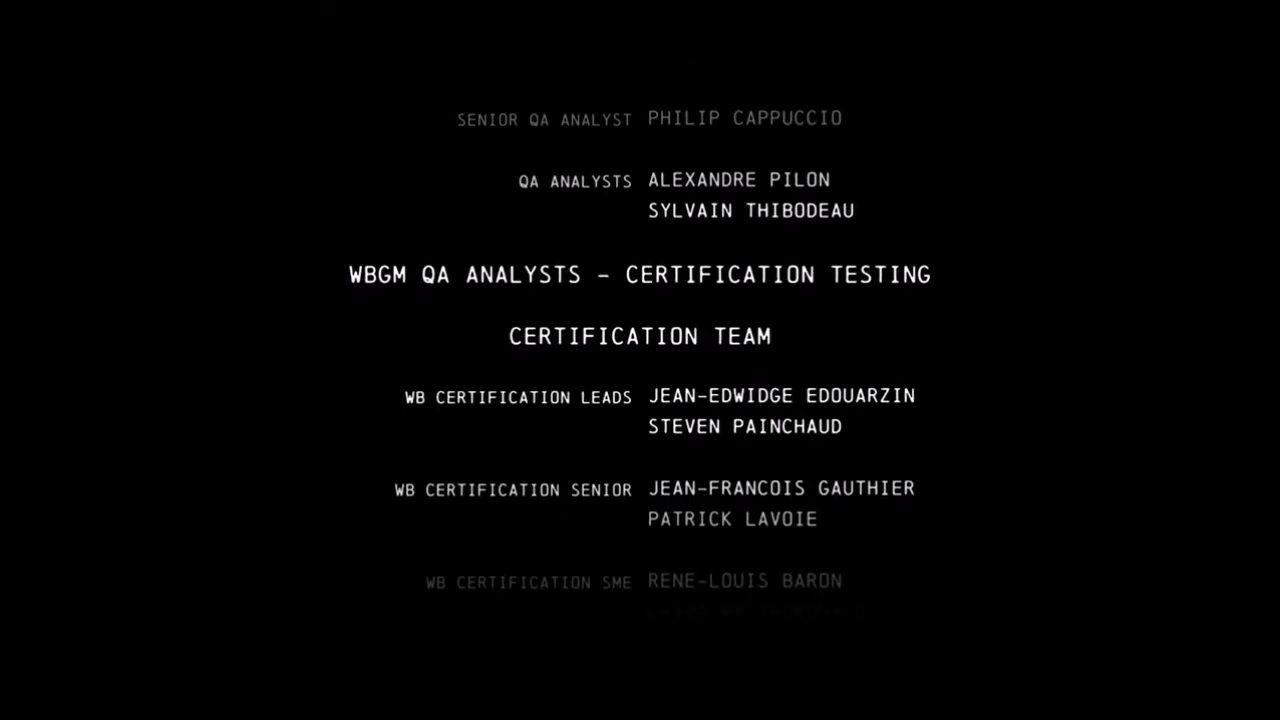 SENIOR QA ANALYST PHILIP CAPPUCCIO
QA ANALYSTS ALEXANDRE PILON
SYLVAIN THIBODEAU
WBGM QA ANALYSTS - CERTIFICATION TESTING
CERTIFICATION TEAM
WB CERTIFICATION LEADS JEAN-EDWIDGE EDOUARZIN
STEVEN PAINCHAUD
WB CERTIFICATION SENIOR JEAN-FRANCOIS GAUTHIER
PATRICK LAVOIE
WB CERTIFICATION SME RENE-LOUIS BARON